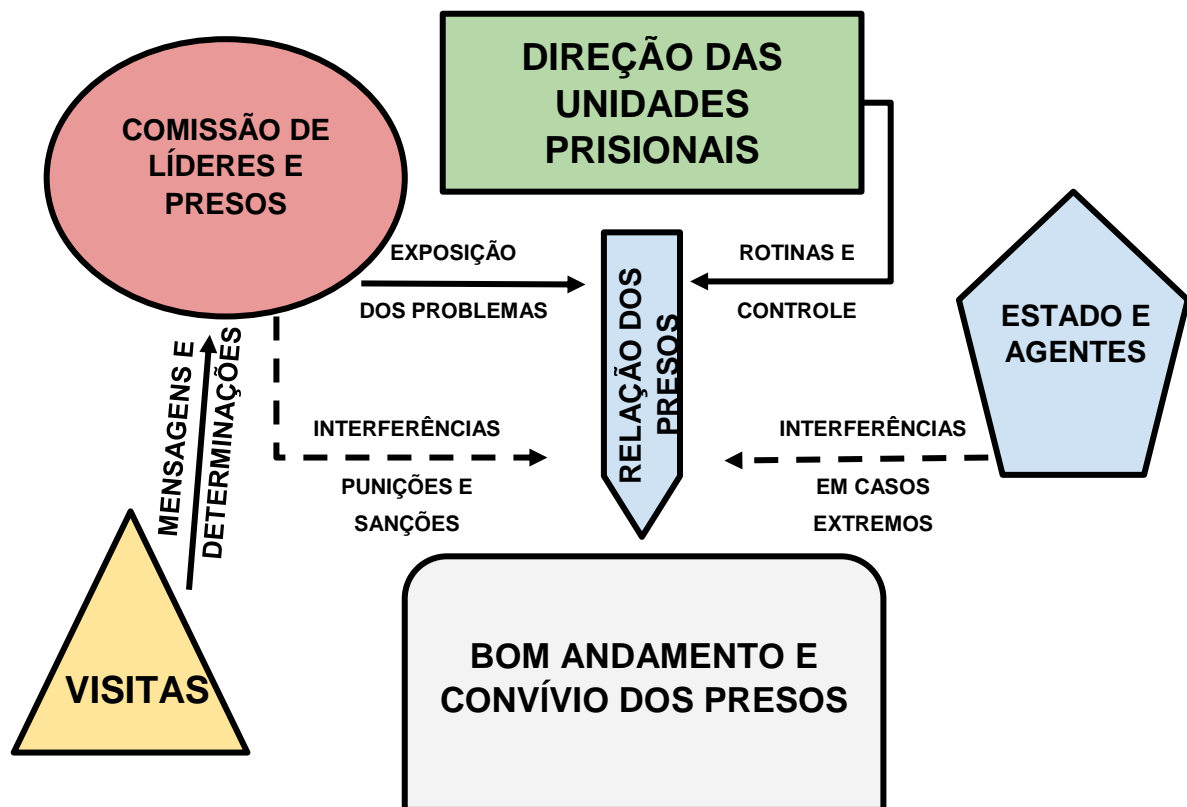 COMISSÃO DE
LÍDERES E
PRESOS
DIREÇÃO DAS
UNIDADES
PRISIONAIS
EXPOSIÇÃO
DOS PROBLEMAS
RELAÇÃO DOS
PRESOS
ROTINAS E
CONTROLE
ESTADO E
AGENTES
MENSAGENS E
DETERMINAÇÕES
INTERFERÊNCIAS
PUNIÇÕES E
SANÇÕES
INTERFERÊNCIAS
EM CASOS
EXTREMOS
VISITAS
BOM ANDAMENTO E
CONVÍVIO DOS PRESOS